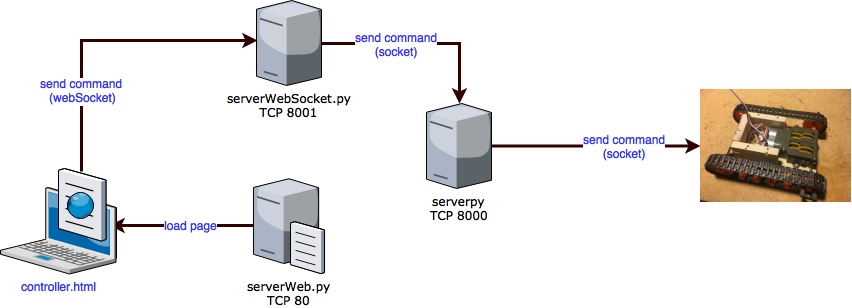 send command
(webSocket)
serverWebSocket.py
TCP 8001
send command
(socket)
serverpy
TCP 8000
send command
(socket)
controller.html
load page
serverWeb.py
TCP 80